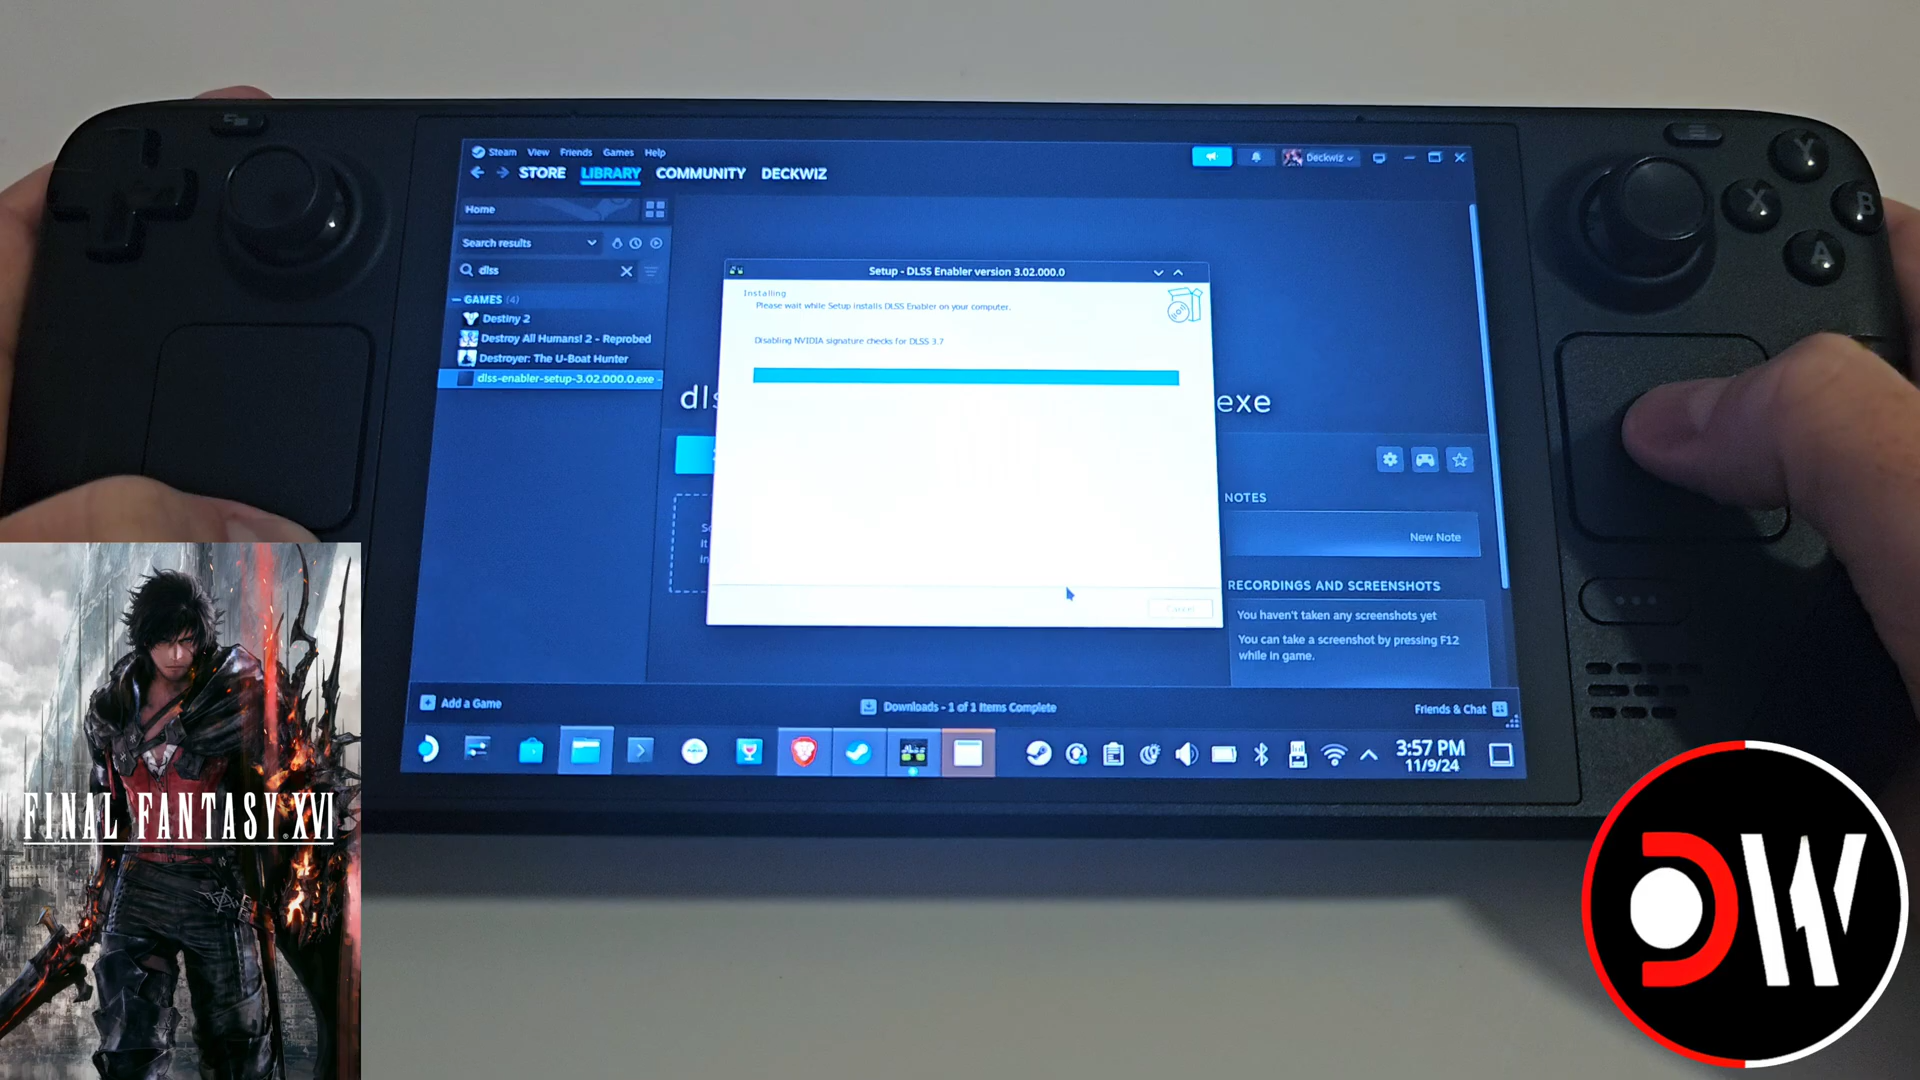 Steam View Friends Games Help
Deckwiz
STORE LIBRARY COMMUNITY DECKWIZ
Home
Search results
dlss
GAMES (4)
Destiny 2
Destroy All Humans! 2 - Reprobed
Destroyer: The U-Boat Hunter
dlss-enabler-setup-3.02.000.0.exe -
Setup - DLSS Enabler version 3.02.000.0
Installing
Please wait while Setup installs DLSS Enabler on your computer.
Disabling NVIDIA signature checks for DLSS 3.7
Cancel
exe
NOTES
New Note
RECORDINGS AND SCREENSHOTS
You haven't taken any screenshots yet
You can take a screenshot by pressing F12
while in game.
Add a Game
Downloads - 1 of 1 Items Complete
Friends & Chat
3:57 PM
11/9/24
Y
X
B
A
FINAL FANTASY XVI
DW